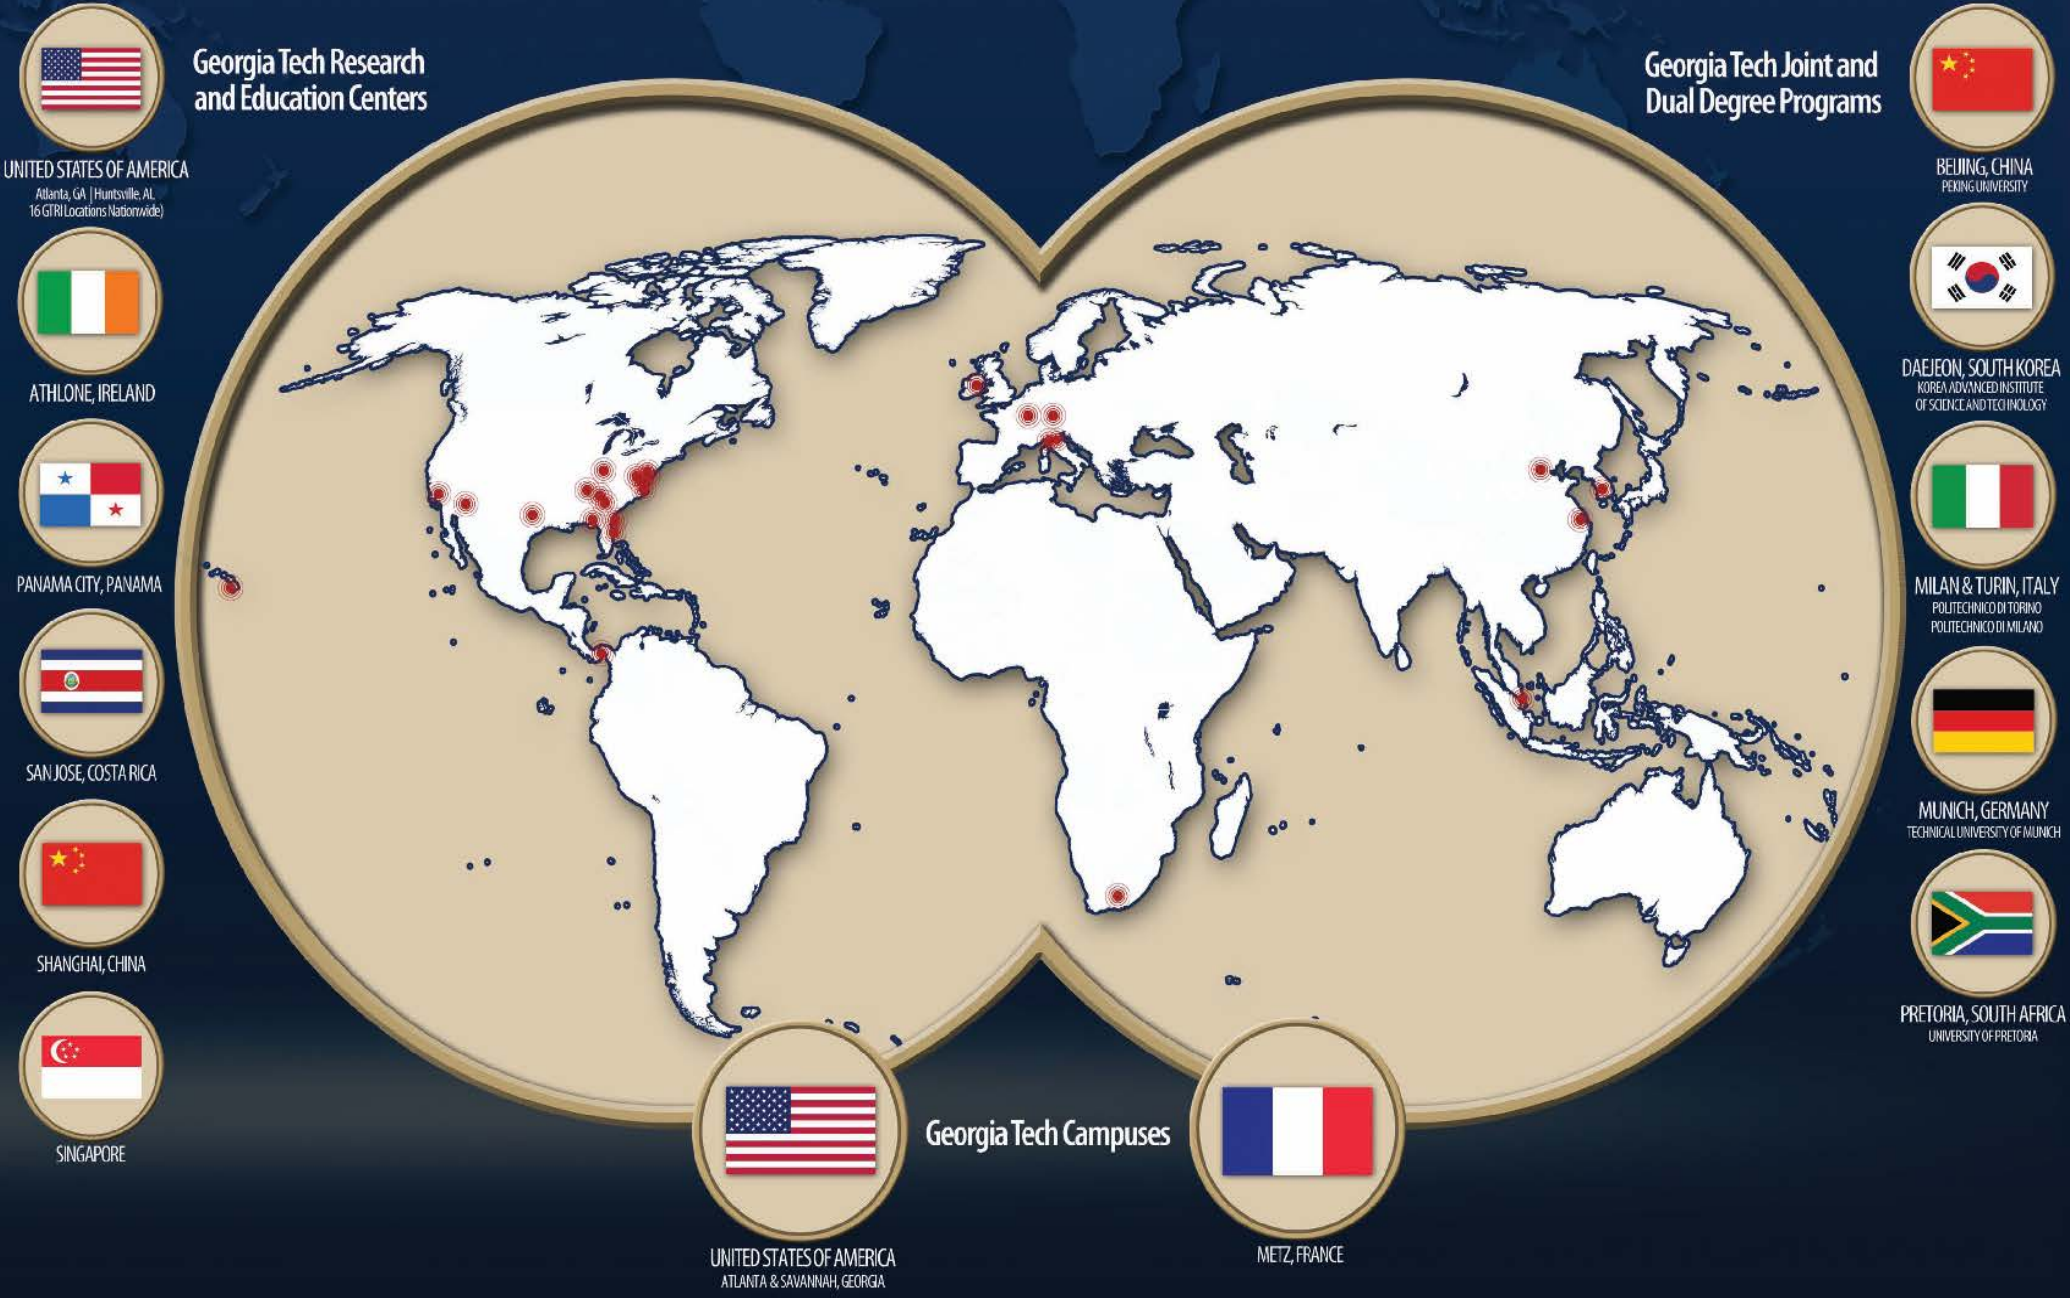 Georgia Tech Research
and Education Centers
UNITED STATES OF AMERICA
Atlanta, GA | Huntsville, AL
16 GTRI Locations Nationwide)
ATHLONE, IRELAND
PANAMA CITY, PANAMA
SAN JOSE, COSTA RICA
SHANGHAI, CHINA
SINGAPORE
Georgia Tech Joint and
Dual Degree Programs
BEIJING, CHINA
PEKING UNIVERSITY
DAEJEON, SOUTH KOREA
KOREA ADVANCED INSTITUTE
OF SCIENCE AND TECHNOLOGY
MILAN & TURIN, ITALY
POLITECHNICO DI TORINO
POLITECHNICO DI MILANO
MUNICH, GERMANY
TECHNICAL UNIVERSITY OF MUNICH
PRETORIA, SOUTH AFRICA
UNIVERSITY OF PRETORIA
Georgia Tech Campuses
UNITED STATES OF AMERICA
ATLANTA & SAVANNAH, GEORGIA
METZ, FRANCE